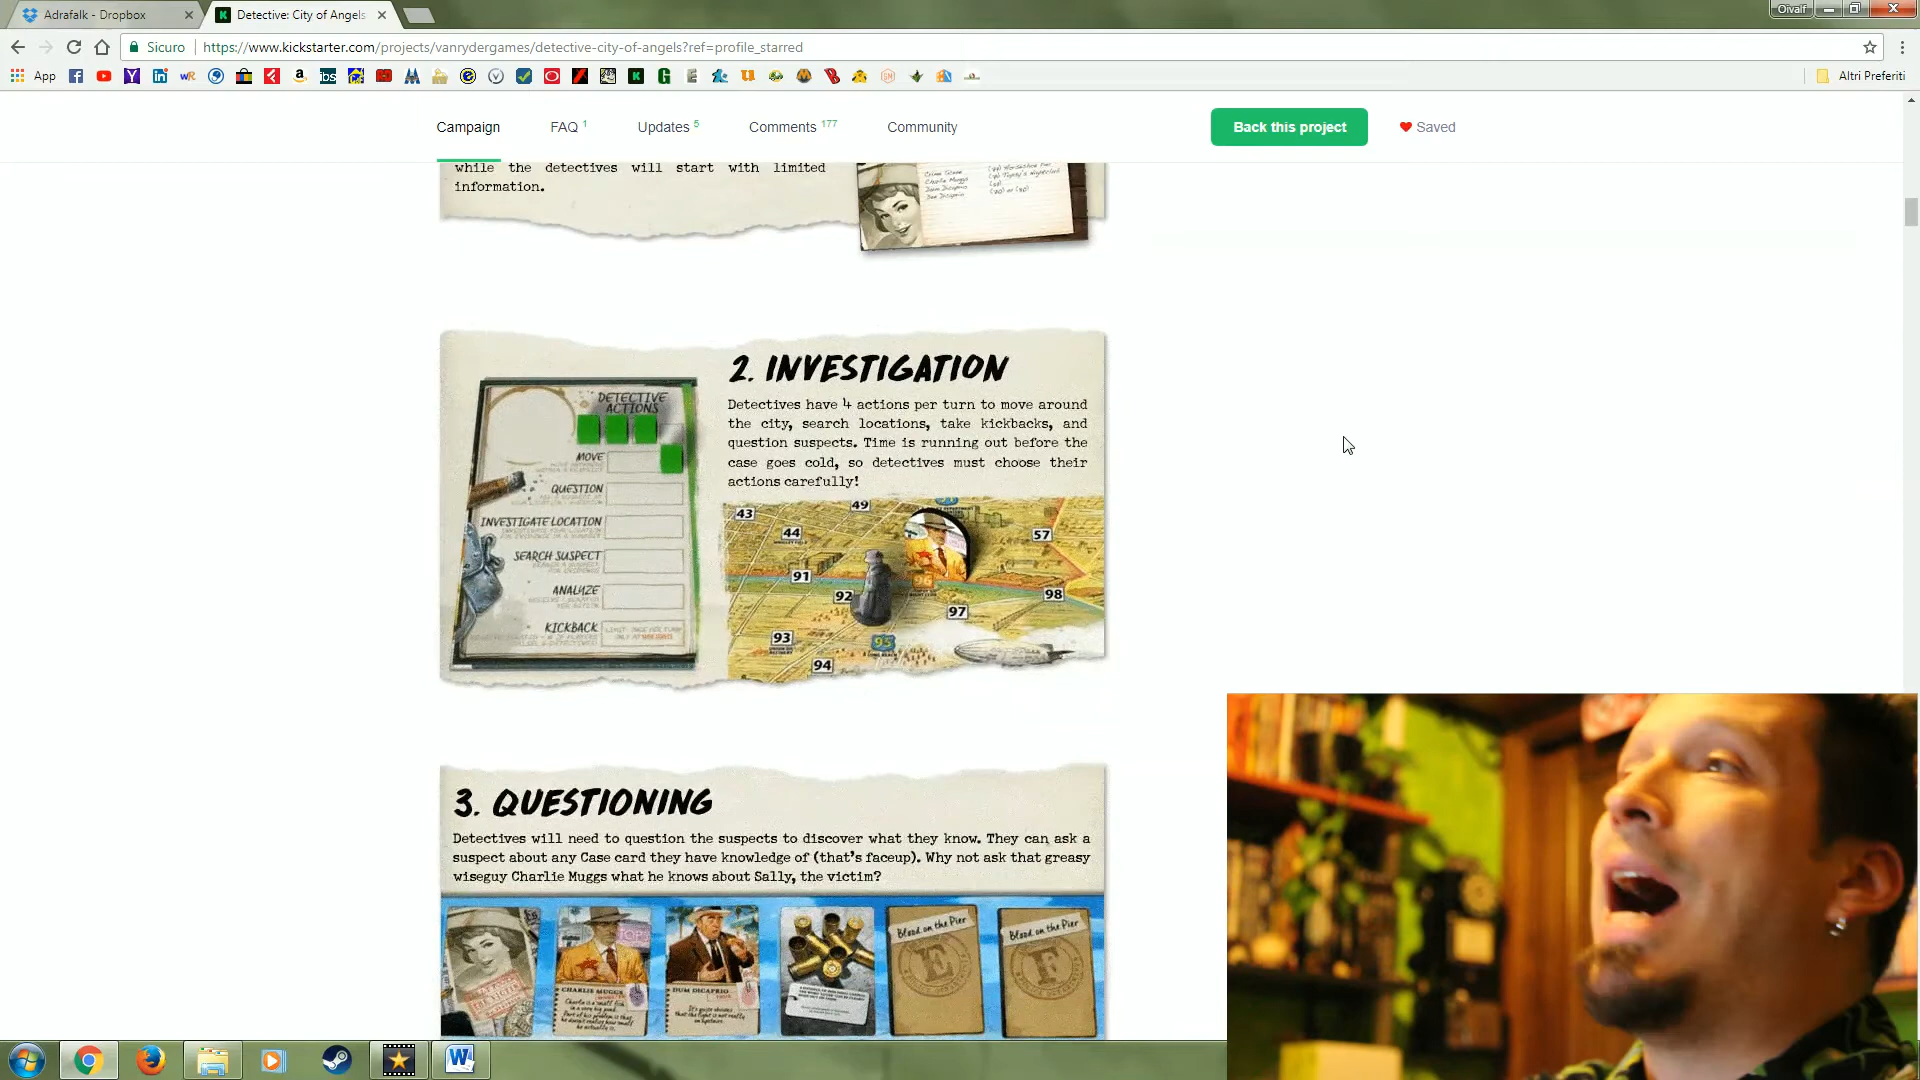 Adrafalk - Dropbox
Detective: City of Angels
Oivalf
Sicuro
https://www.kickstarter.com/projects/vanrydergames/detective-city-of-angels?ref=profile_starred
App
Altri Preferiti
Campaign
FAQ 1
Updates 5
Comments 177
Community
Back this project
Saved
while the detectives will start with limited
information.
2. INVESTIGATION
Detectives have 4 actions per turn to move around
the city, search locations, take kickbacks, and
question suspects. Time is running out before the
case goes cold, so detectives must choose their
actions carefully!
DETECTIVE
ACTIONS
MOVE
QUESTION
INVESTIGATE LOCATION
SEARCH SUSPECT
ANALYZE
KICKBACK
43
49
44
57
91
92
96
98
97
93
95
94
3. QUESTIONING
Detectives will need to question the suspects to discover what they know. They can ask a
suspect about any Case card they have knowledge of (that's faceup). Why not ask that greasy
wiseguy Charlie Muggs what he knows about Sally, the victim?
CHARLIE MUGGS
DUM DICAPRIO
Blood on the Pier
E
Blood on the Pier
F